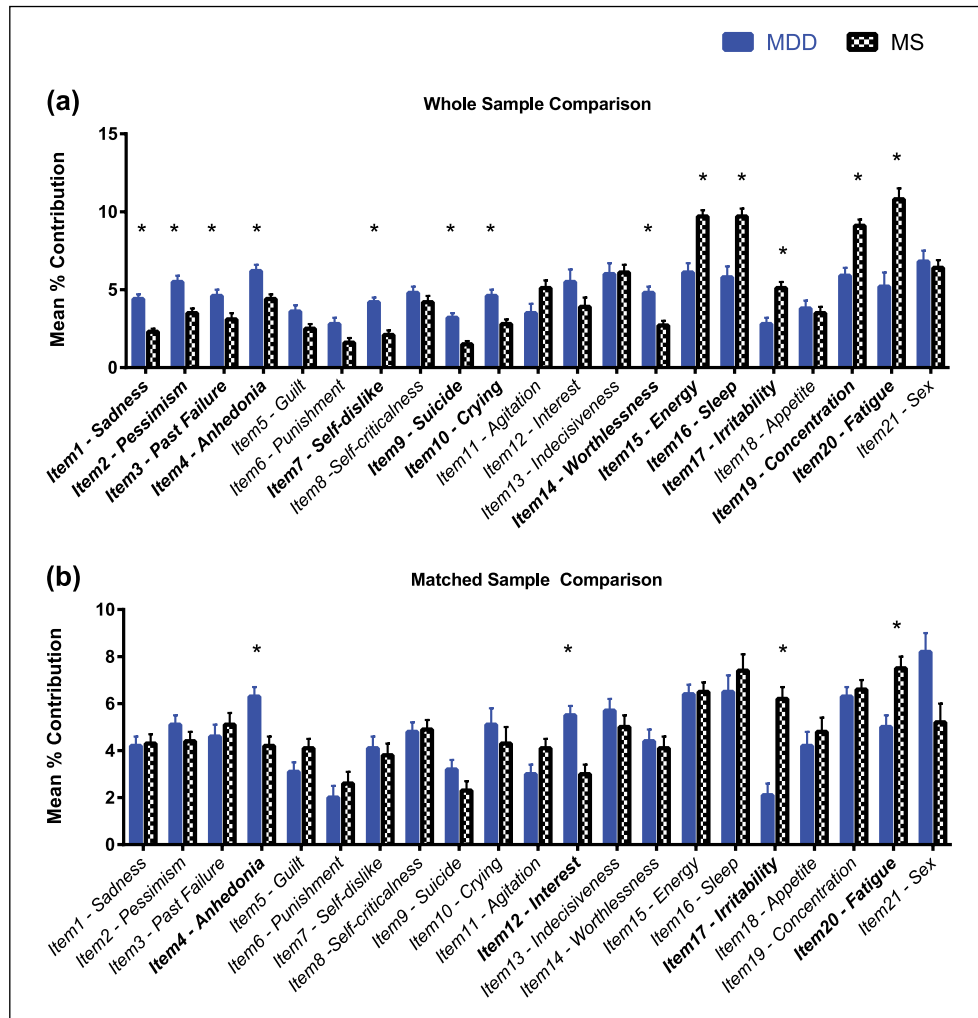 MDD MS
(a)
Whole Sample Comparison
15
10
5
0
Mean % Contribution
* * * * * * * * * * * * *
Item1 - Sadness
Item2 - Pessimism
Item3 - Past Failure
Item4 - Anhedonia
Item5 - Guilt
Item6 - Punishment
Item7 - Self-dislike
Item8 -Self-criticalness
Item9 - Suicide
Item10 - Crying
Item11 - Agitation
Item12 - Interest
Item13 - Indecisiveness
Item14 - Worthlessness
Item15 - Energy
Item16 - Sleep
Item17 - Irritability
Item18 - Appetite
Item19 - Concentration
Item20 - Fatigue
Item21 - Sex
(b)
Matched Sample Comparison
10
8
6
4
2
0
Mean % Contribution
* * * *
Item1 - Sadness
Item2 - Pessimism
Item3 - Past Failure
Item4 - Anhedonia
Item5 - Guilt
Item6 - Punishment
Item7 - Self-dislike
Item8 -Self-criticalness
Item9 - Suicide
Item10 - Crying
Item11 - Agitation
Item12 - Interest
Item13 - Indecisiveness
Item14 - Worthlessness
Item15 - Energy
Item16 - Sleep
Item17 - Irritability
Item18 - Appetite
Item19 - Concentration
Item20 - Fatigue
Item21 - Sex